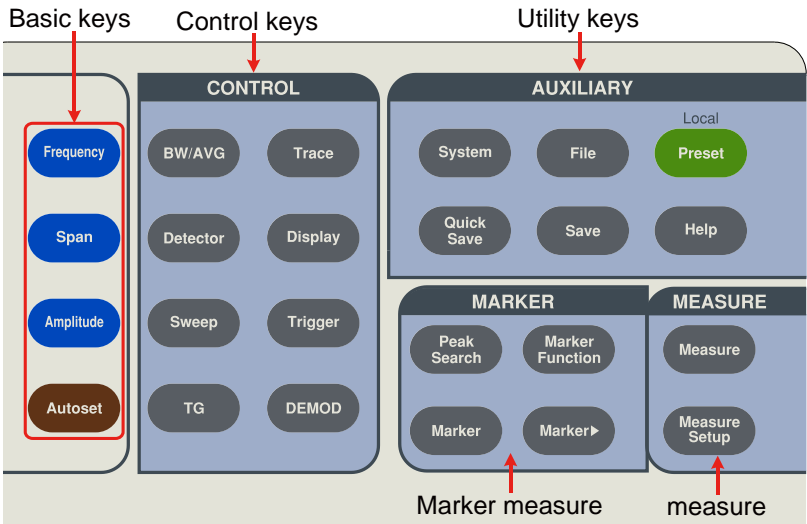 Basic keys
Control keys
Utility keys
CONTROL
AUXILIARY
Local
Frequency
BW/AVG
Trace
System
File
Preset
Span
Detector
Display
Quick
Save
Save
Help
MARKER
MEASURE
Amplitude
Sweep
Trigger
Peak
Search
Marker
Function
Measure
Autoset
TG
DEMOD
Marker
Marker▶
Measure
Setup
Marker measure
measure